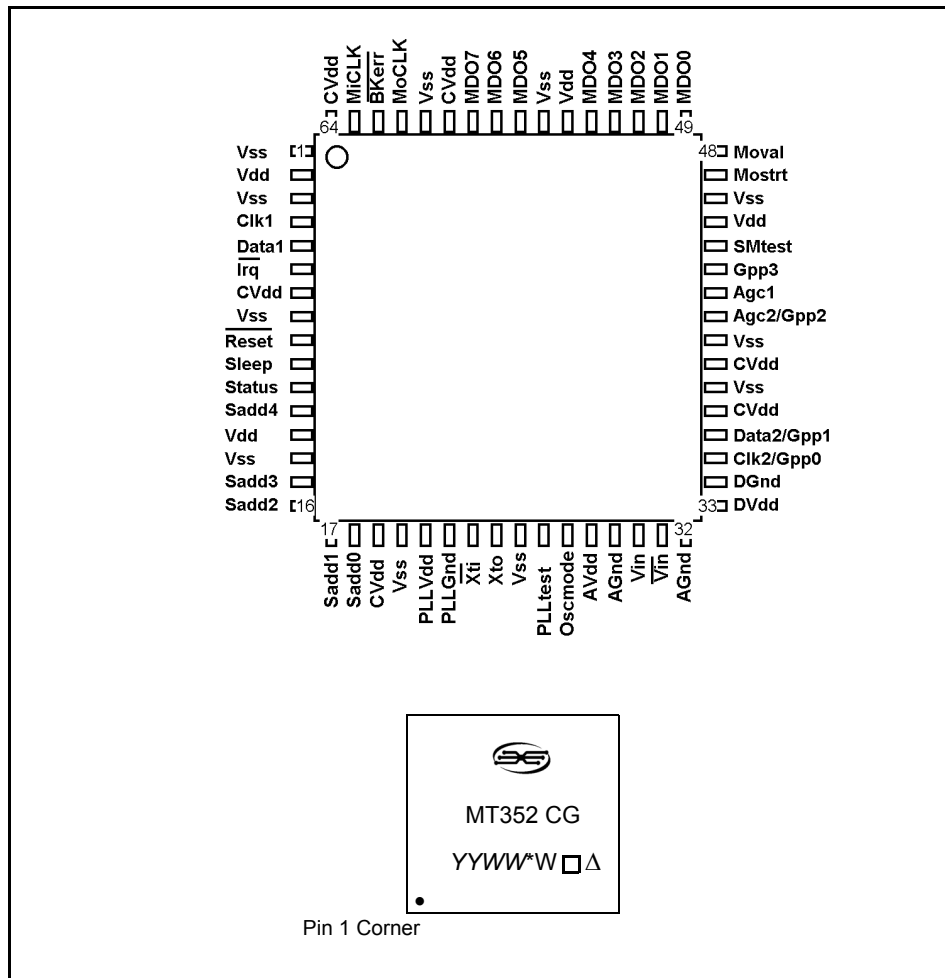 CVdd
MiCLK
BKerr
MoCLK
Vss
CVdd
MDO7
MDO6
MDO5
Vss
Vdd
MDO4
MDO3
MDO2
MDO1
MDO0
64
49
Vss
1
Vdd
Vss
Clk1
Data1
Irq
CVdd
Vss
Reset
Sleep
Status
Sadd4
Vdd
Vss
Sadd3
Sadd2
16
48
Moval
Mostrt
Vss
Vdd
SMtest
Gpp3
Agc1
Agc2/Gpp2
Vss
CVdd
Vss
CVdd
Data2/Gpp1
Clk2/Gpp0
DGnd
33
DVdd
17
32
Sadd1
Sadd0
CVdd
Vss
PLLVdd
PLLGnd
Xti
Xto
Vss
PLLtest
Oscmode
AVdd
AGnd
Vin
Vin
AGnd
MT352 CG
YYWW*W □ Δ
Pin 1 Corner